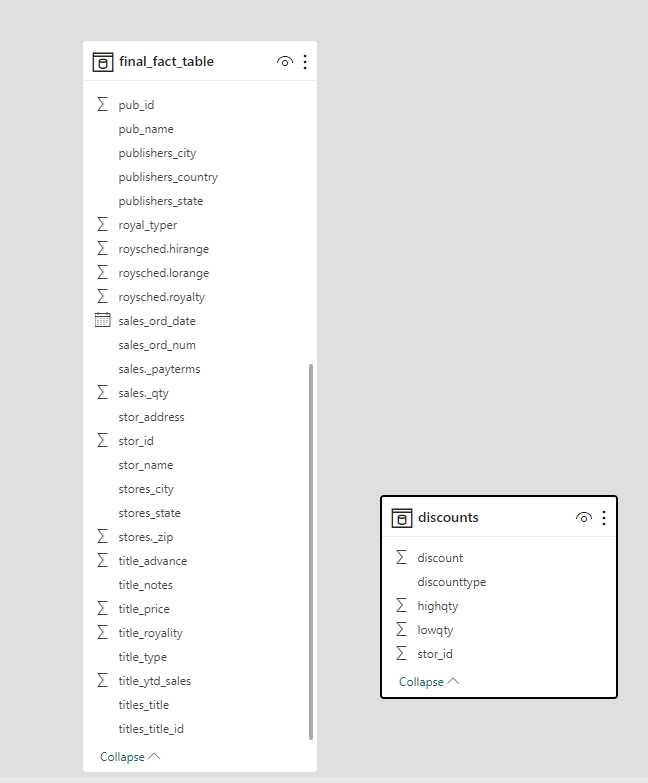 final_fact_table
pub_id
pub_name
publishers_city
publishers_country
publishers_state
royal_typer
roysched.hirange
roysched.lorange
roysched.royalty
sales_ord_date
sales_ord_num
sales._payterms
sales._qty
stor_address
stor_id
stor_name
stores_city
stores_state
stores._zip
title_advance
title_notes
title_price
title_royality
title_type
title_ytd_sales
titles_title
titles_title_id
Collapse
discounts
discount
discounttype
highqty
lowqty
stor_id
Collapse